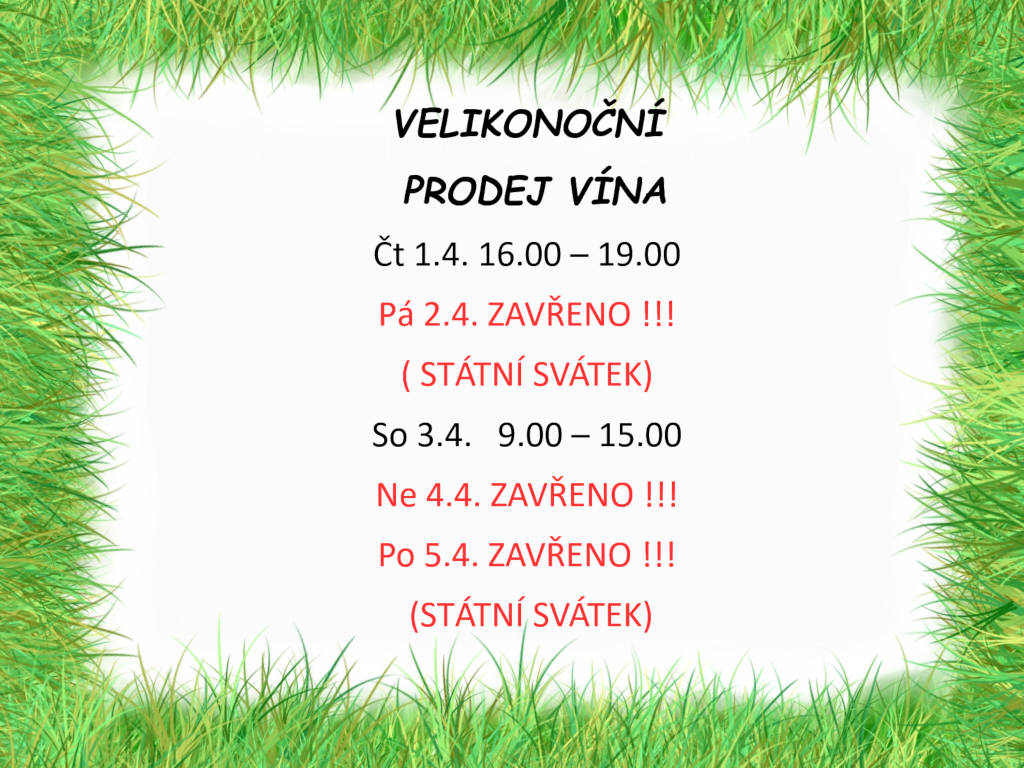 VELIKONOČNÍ
PRODEJ VÍNA
Čt 1.4. 16.00 – 19.00
Pá 2.4. ZAVŘENO !!!
( STÁTNÍ SVÁTEK)
So 3.4.   9.00 – 15.00
Ne 4.4. ZAVŘENO !!!
Po 5.4. ZAVŘENO !!!
(STÁTNÍ SVÁTEK)